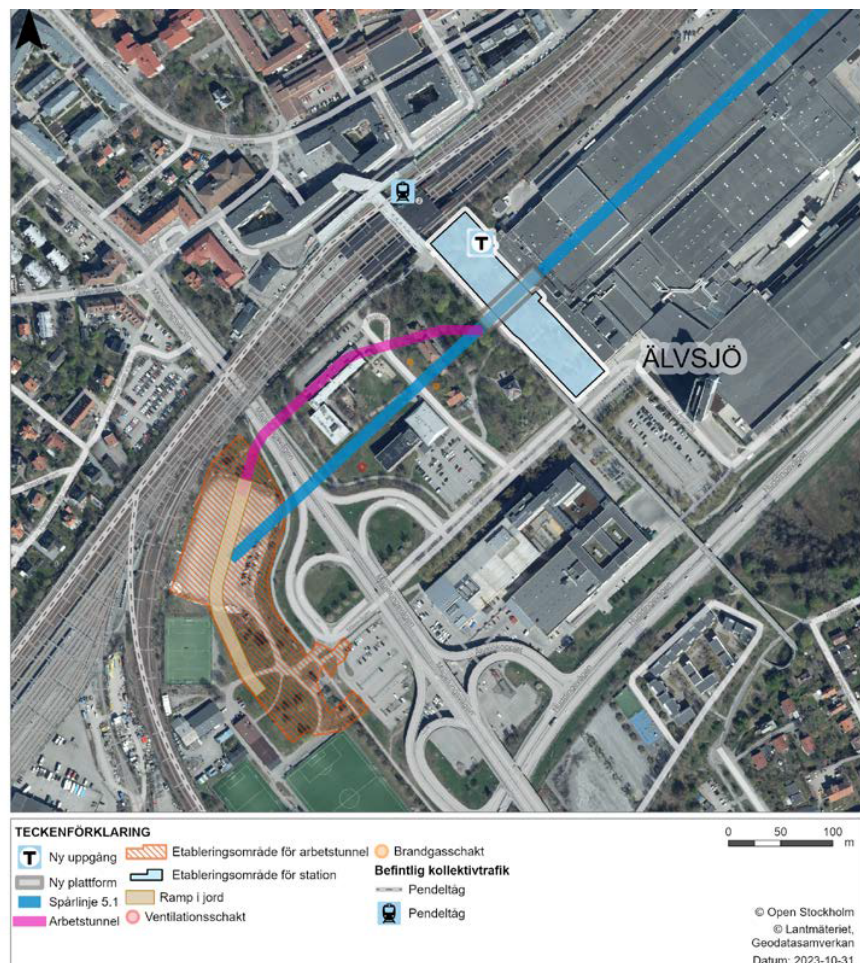 T
ÄLVSJÖ
TECKENFÖRKLARING
T Ny uppgång
Ny plattform
Spårlinje 5.1
Arbetstunnel
Etableringsområde för arbetstunnel
Etableringsområde för station
Ramp i jord
Ventilationsschakt
Brandgasschakt
Befintlig kollektivtrafik
Pendeltåg
Pendeltåg
0 50 100
m
© Open Stockholm
© Lantmäteriet,
Geodatasamverkan
Datum: 2023-10-31